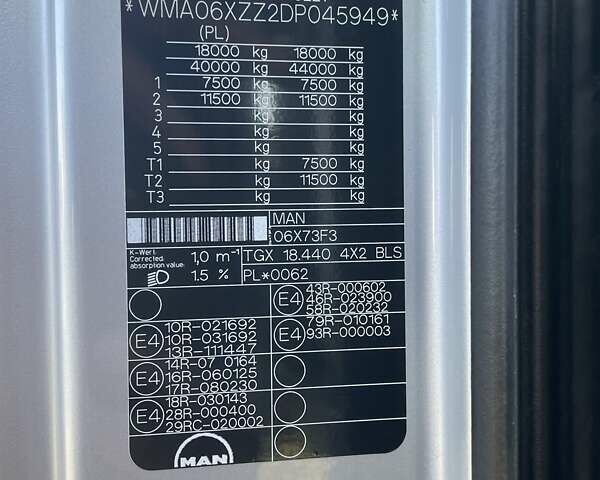 *WMA06XZZ2DP045949*
(PL)
18000 kg 18000 kg
40000 kg 44000 kg
1 7500 kg 7500 kg
2 11500 kg 11500 kg
3 kg kg
4 kg kg
5 kg kg
T1 kg 7500 kg
T2 kg 11500 kg
T3 kg kg
MAN
06X73F3
K-Wert:
Corrected
absorption.value:
1,0 m⁻¹
TGX 18.440 4X2 BLS
1.5 %
PL*0062
E4 43R-000602
46R-023900
58R-020232
E4 10R-021692
10R-031692
13R-111447
E4 79R-010161
93R-000003
E4 14R-07 0164
16R-060125
17R-080230
E4 18R-030143
28R-000400
29RC-020002
MAN